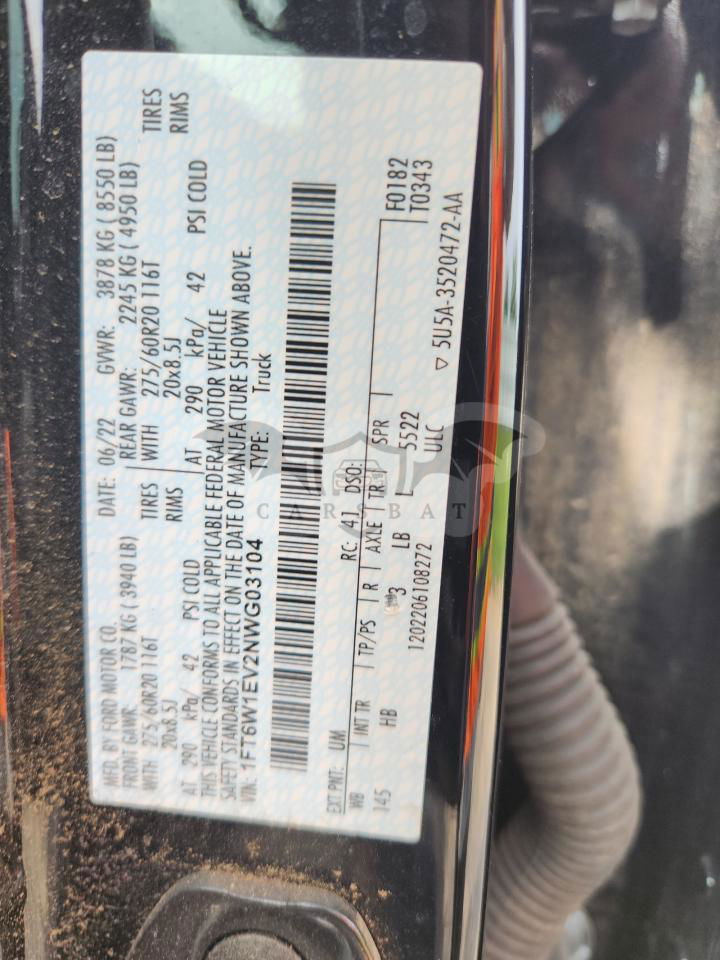 MFD. BY FORD MOTOR CO. DATE: 06/22 GVWR: 3878 KG ( 8550 LB)
FRONT GAWR: 1787 KG ( 3940 LB) REAR GAWR: 2245 KG ( 4950 LB)
WITH 275/60R20 116T TIRES WITH 275/60R20 116T TIRES
20x8.5J RIMS 20x8.5J RIMS
AT 290 kPa/ 42 PSI COLD AT 290 kPa/ 42 PSI COLD
THIS VEHICLE CONFORMS TO ALL APPLICABLE FEDERAL MOTOR VEHICLE
SAFETY STANDARDS IN EFFECT ON THE DATE OF MANUFACTURE SHOWN ABOVE.
VIN: 1FT6W1EV2NWG03104 TYPE: Truck
F0182
EXT PNT: UM RC: 41 DSO: T0343
WB INT TR TP/PS R AXLE TR SPR
145 HB 3 LB L 5522
1202206108272 ULC ▽ 5U5A-3520472-AA
CARSBAT